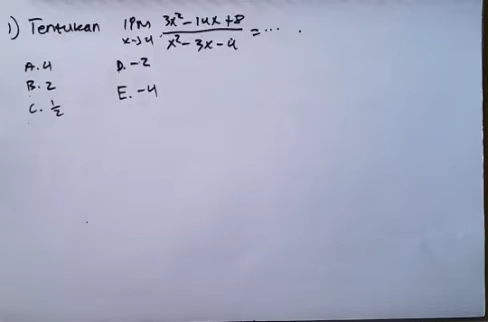 1) Tentukan lim x→4 (3x² - 14x + 8)/(x² - 3x - 4) = ... .
A. 4 D. -2
B. 2 E. -4
C. 1/2